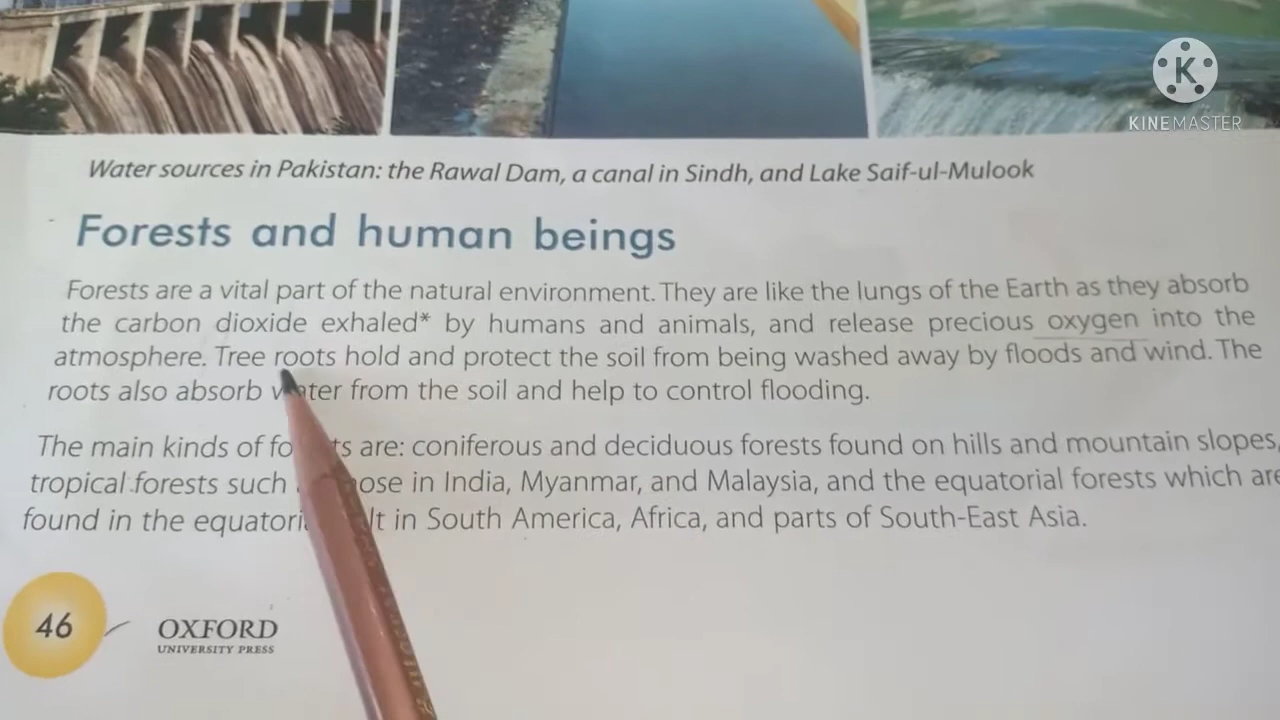 KINEMASTER
Water sources in Pakistan: the Rawal Dam, a canal in Sindh, and Lake Saif-ul-Mulook
Forests and human beings
Forests are a vital part of the natural environment. They are like the lungs of the Earth as they absorb
the carbon dioxide exhaled* by humans and animals, and release precious oxygen into the
atmosphere. Tree roots hold and protect the soil from being washed away by floods and wind. The
roots also absorb water from the soil and help to control flooding.
The main kinds of are: coniferous and deciduous forests found on hills and mountain slopes,
tropical forests such in India, Myanmar, and Malaysia, and the equatorial forests which are
found in the in South America, Africa, and parts of South-East Asia.
46
OXFORD
UNIVERSITY PRESS